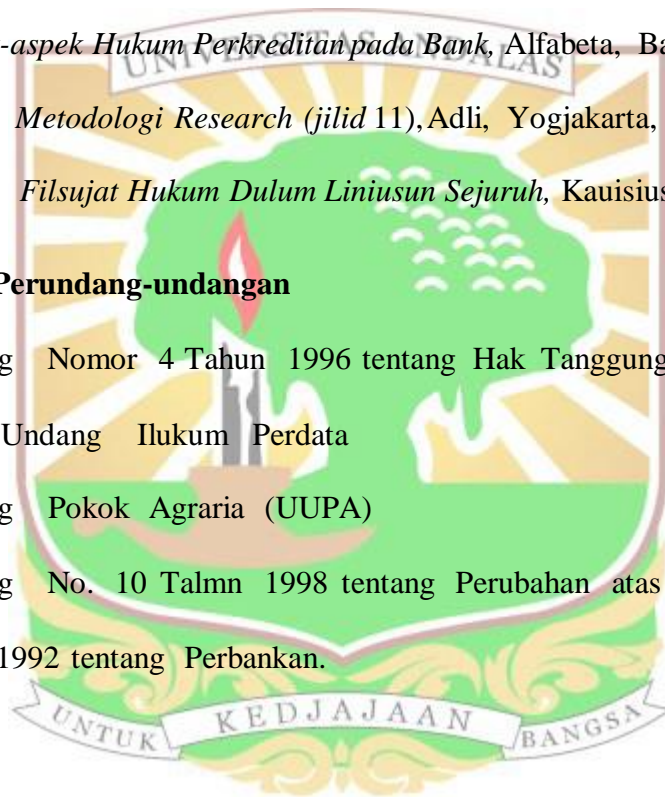 -aspek Hukum Perkreditan pada Bank, Alfabeta, Ba
UNIVERSITAS ANDALAS
Metodologi Research (jilid 11), Adli, Yogjakarta,
Filsujat Hukum Dulum Liniusun Sejuruh, Kauisius
Perundang-undangan
g Nomor 4 Tahun 1996 tentang Hak Tanggung
Undang Ilukum Perdata
g Pokok Agraria (UUPA)
g No. 10 Talmn 1998 tentang Perubahan atas
1992 tentang Perbankan.
UNTUK KEDJAJAAN BANGSA